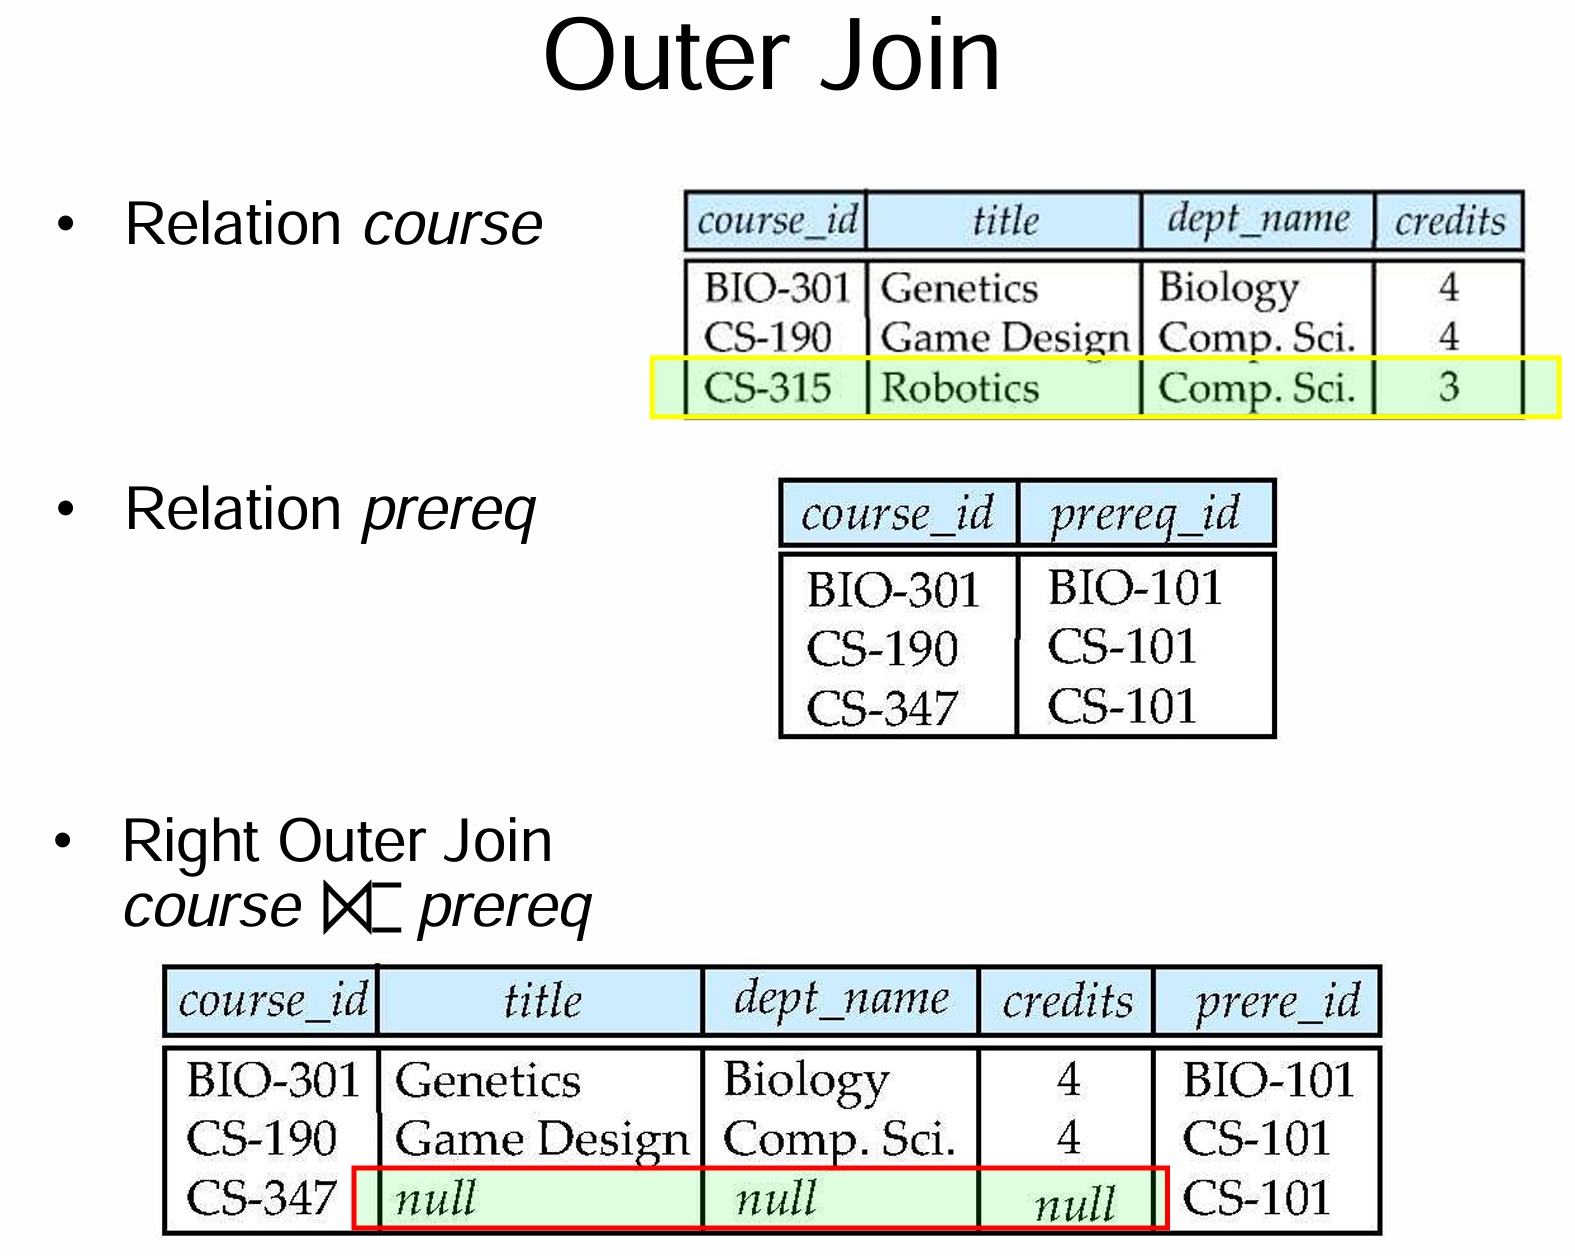 Outer Join
• Relation course
course_id title dept_name credits
BIO-301 Genetics Biology 4
CS-190 Game Design Comp. Sci. 4
CS-315 Robotics Comp. Sci. 3
• Relation prereq
course_id prereq_id
BIO-301 BIO-101
CS-190 CS-101
CS-347 CS-101
• Right Outer Join
course ⟖ prereq
course_id title dept_name credits prere_id
BIO-301 Genetics Biology 4 BIO-101
CS-190 Game Design Comp. Sci. 4 CS-101
CS-347 null null null CS-101